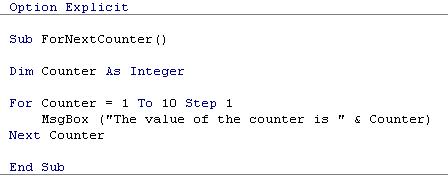 Option Explicit
Sub ForNextCounter()
Dim Counter As Integer
For Counter = 1 To 10 Step 1
MsgBox ("The value of the counter is " & Counter)
Next Counter
End Sub